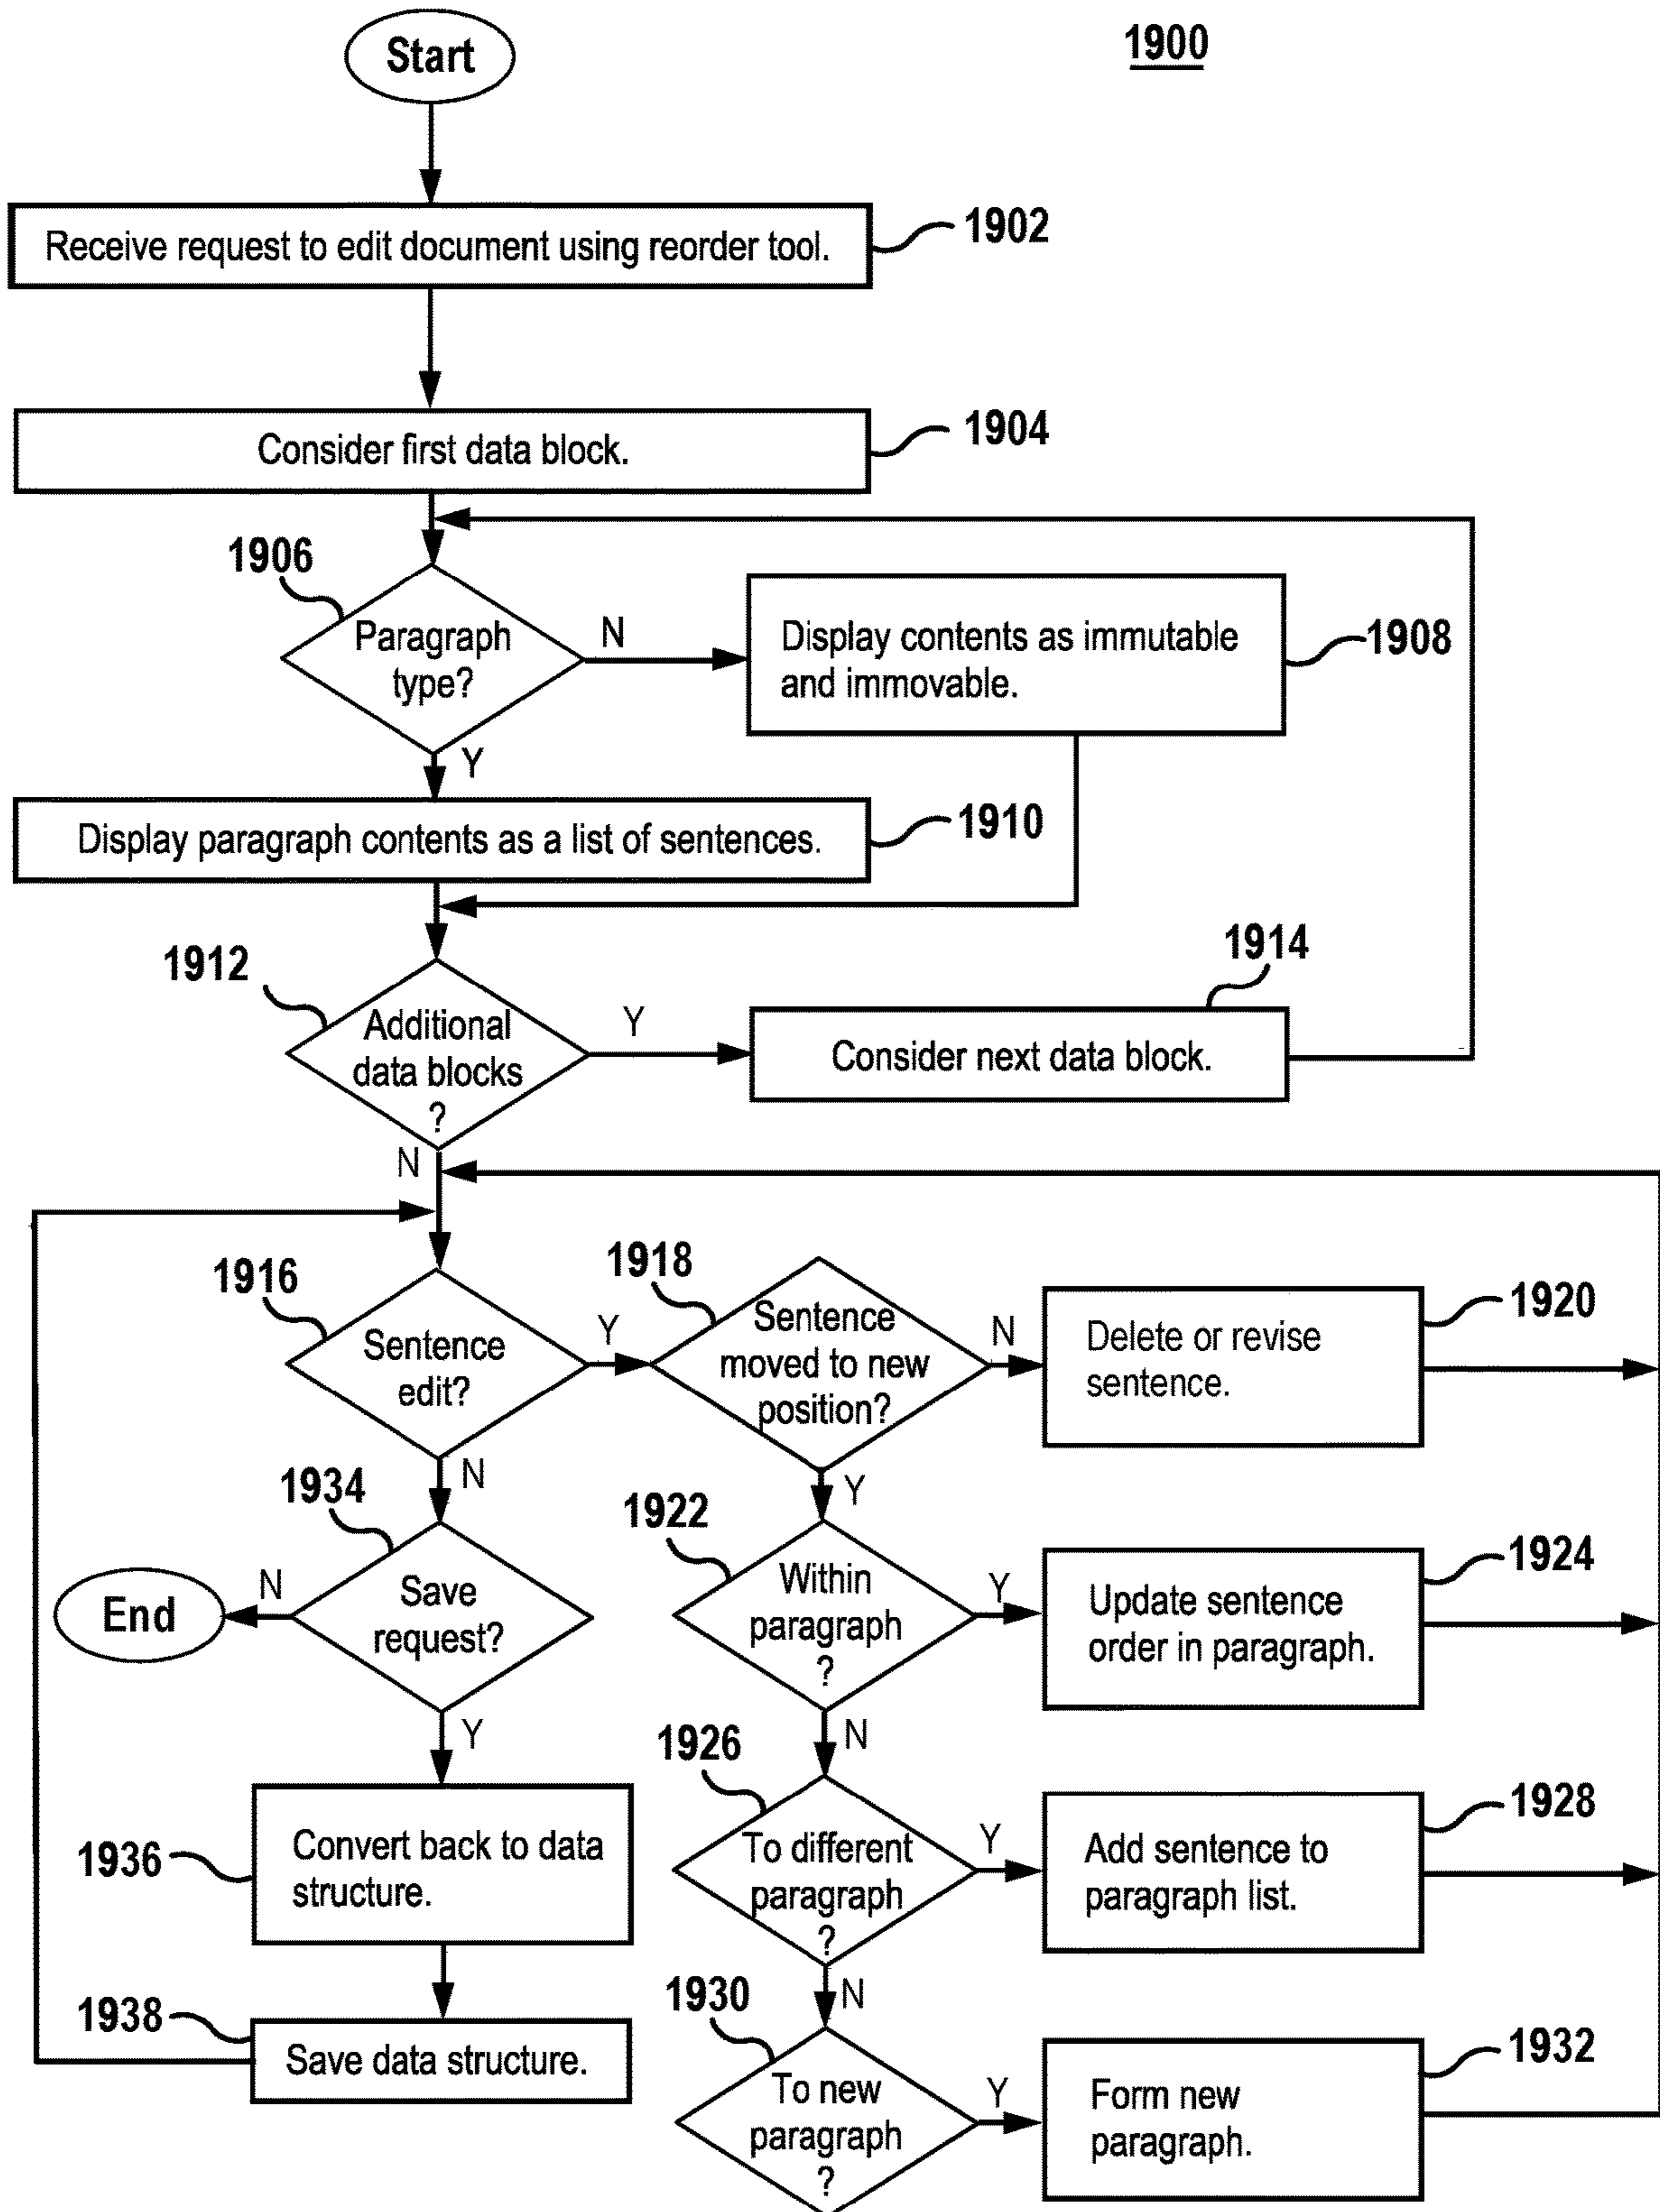 Start
1900
Receive request to edit document using reorder tool.
1902
Consider first data block.
1904
1906
Paragraph
type?
N
Y
Display contents as immutable
and immovable.
1908
Display paragraph contents as a list of sentences.
1910
1912
Additional
data blocks
?
Y
N
1914
Consider next data block.
1916
Sentence
edit?
Y
N
1918
Sentence
moved to new
position?
N
Y
Delete or revise
sentence.
1920
1934
Save
request?
N
End
Y
1922
Within
paragraph
?
Y
N
Update sentence
order in paragraph.
1924
1936
Convert back to data
structure.
1926
To different
paragraph
?
Y
N
Add sentence to
paragraph list.
1928
1938
Save data structure.
1930
To new
paragraph
?
Y
Form new
paragraph.
1932